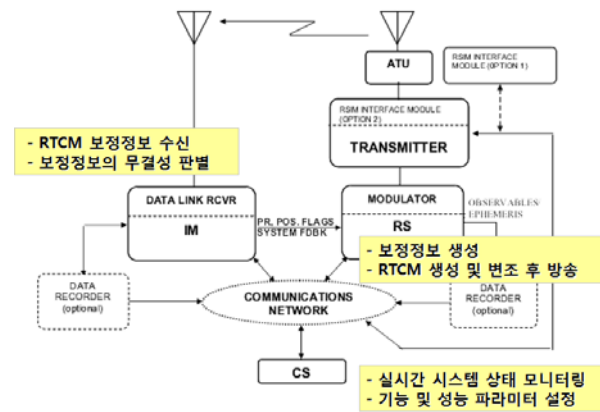 ATU
RSIM INTERFACE
MODULE (OPTION 1)
RSIM INTERFACE MODULE
(OPTION 2)
TRANSMITTER
- RTCM 보정정보 수신
- 보정정보의 무결성 판별
DATA LINK RCVR
IM
PR, POS. FLAGS,
SYSTEM FDBK
MODULATOR
RS
OBSERVABLES/
EPHEMERIS
- 보정정보 생성
- RTCM 생성 및 변조 후 방송
DATA
RECORDER
(optional)
COMMUNICATIONS
NETWORK
DATA
RECORDER
(optional)
CS
- 실시간 시스템 상태 모니터링
- 기능 및 성능 파라미터 설정